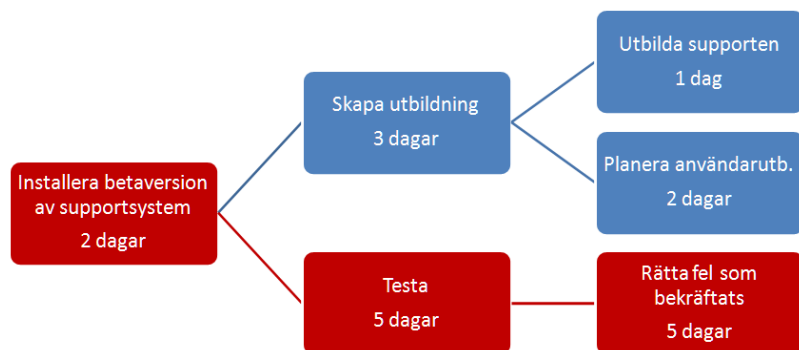 Installera betaversion
av supportsystem
2 dagar
Skapa utbildning
3 dagar
Utbilda supporten
1 dag
Planera användarutb.
2 dagar
Testa
5 dagar
Rätta fel som
bekräftats
5 dagar